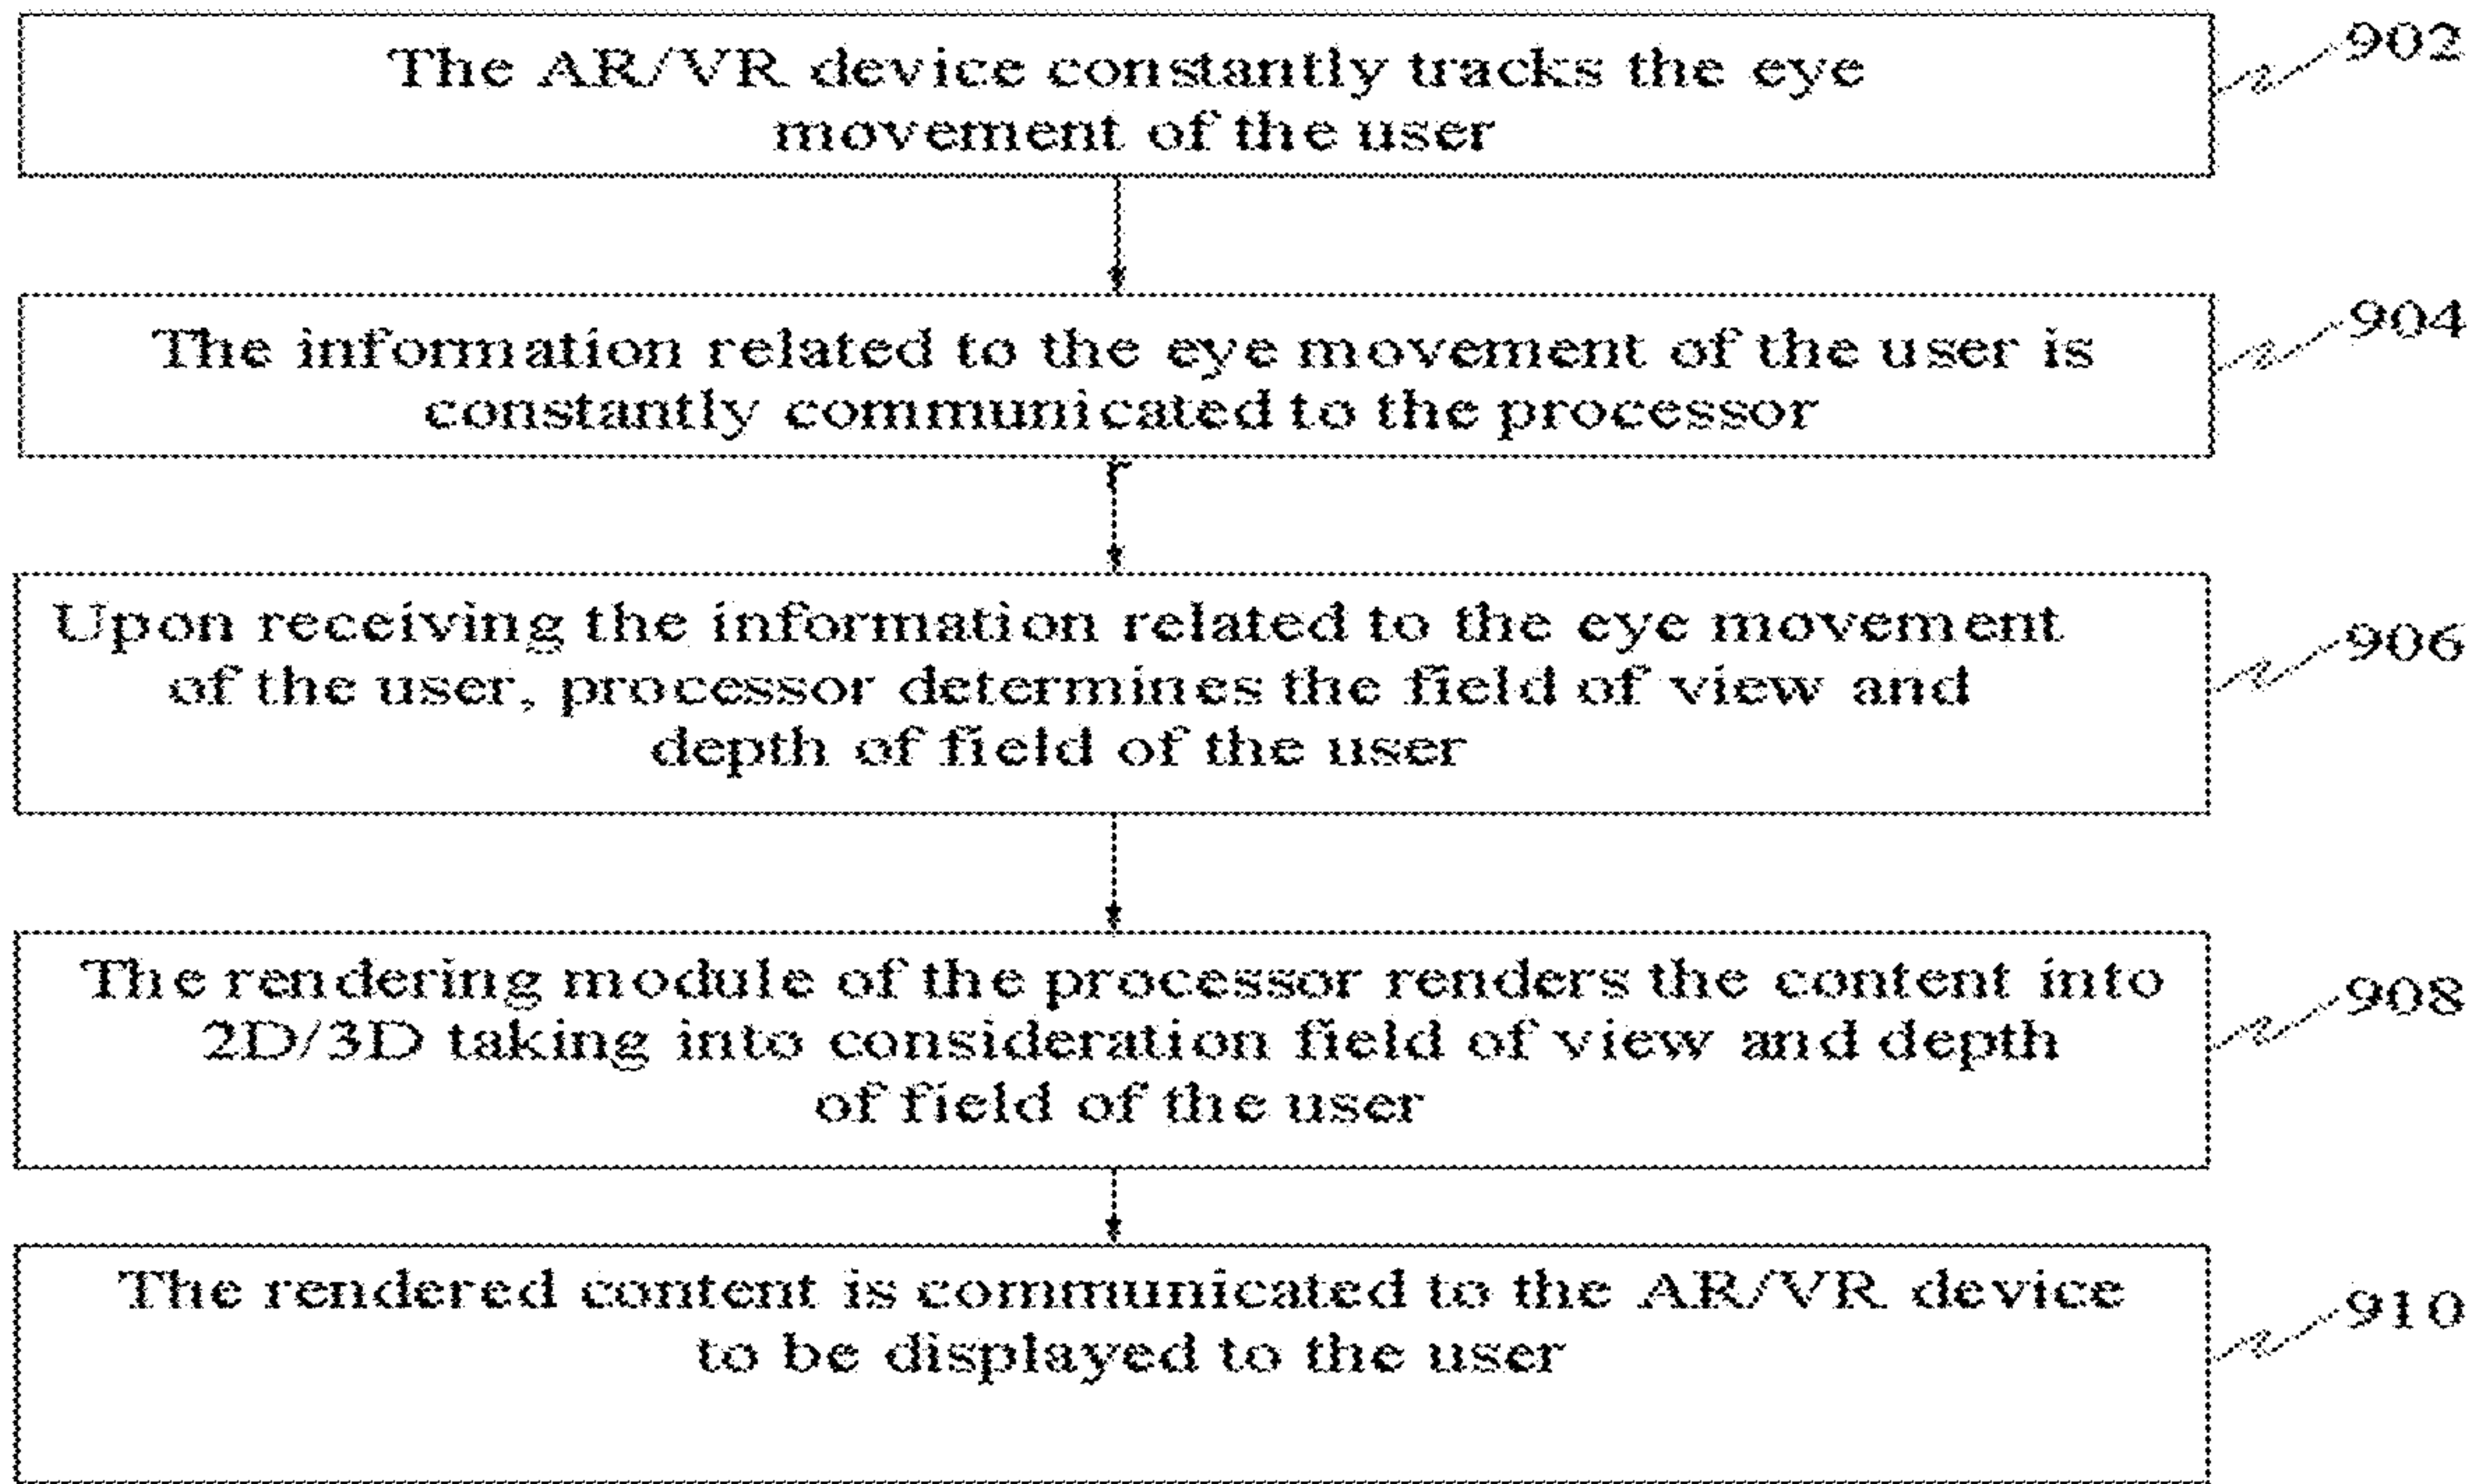 The AR/VR device constantly tracks the eye
movement of the user
902
The information related to the eye movement of the user is
constantly communicated to the processor
904
r
Upon receiving the information related to the eye movement
of the user, processor determines the field of view and
depth of field of the user
906
The rendering module of the processor renders the content into
2D/3D taking into consideration field of view and depth
of field of the user
908
The rendered content is communicated to the AR/VR device
to be displayed to the user
910